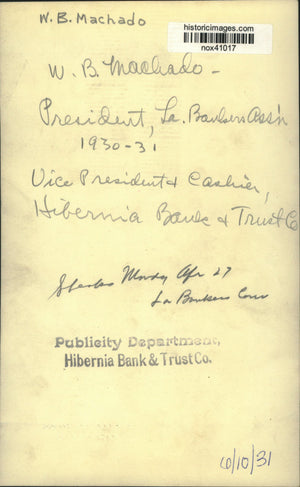 W. B. Machado
historicimages.com
nox41017
W. B. Machado -
President, La. Bankers Ass'n
1930-31
Vice President & Cashier,
Hibernia Bank & Trust Co
Monday Apr 27
La Bankers Conv
Publicity Department,
Hibernia Bank & Trust Co.
6/10/31